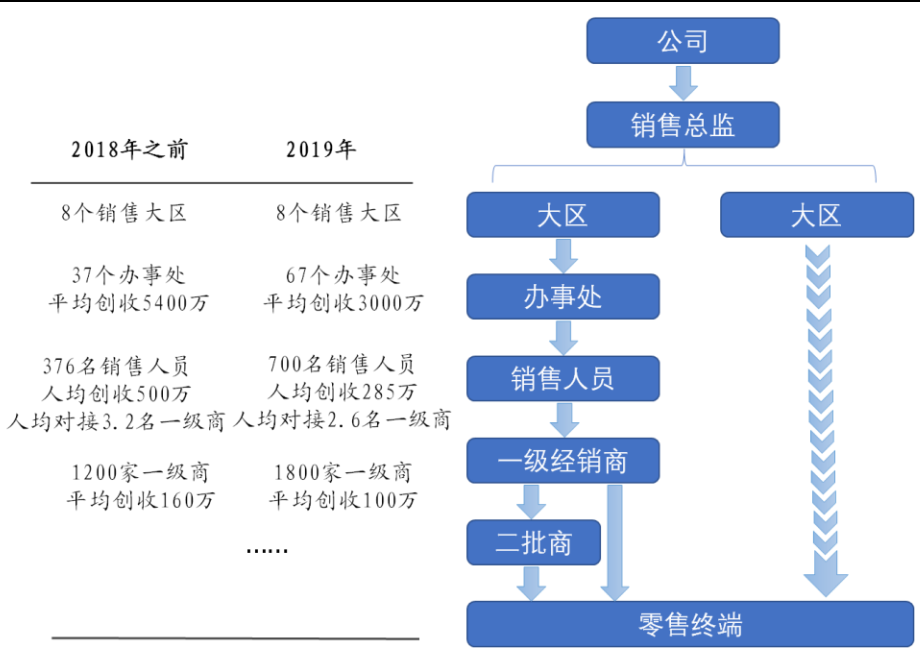 2018年之前
2019年
8个销售大区
8个销售大区
37个办事处
平均创收5400万
67个办事处
平均创收3000万
376名销售人员
人均创收500万
人均对接3.2名一级商
700名销售人员
人均创收285万
人均对接2.6名一级商
1200家一级商
平均创收160万
1800家一级商
平均创收100万
……
公司
销售总监
大区
大区
办事处
销售人员
一级经销商
二批商
零售终端